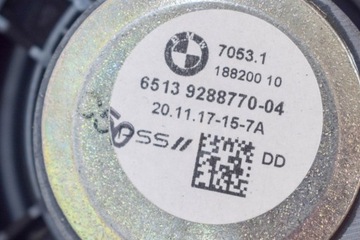 BMW
7053.1
188200 10
6513 9288770-04
20.11.17-15-7A
DD